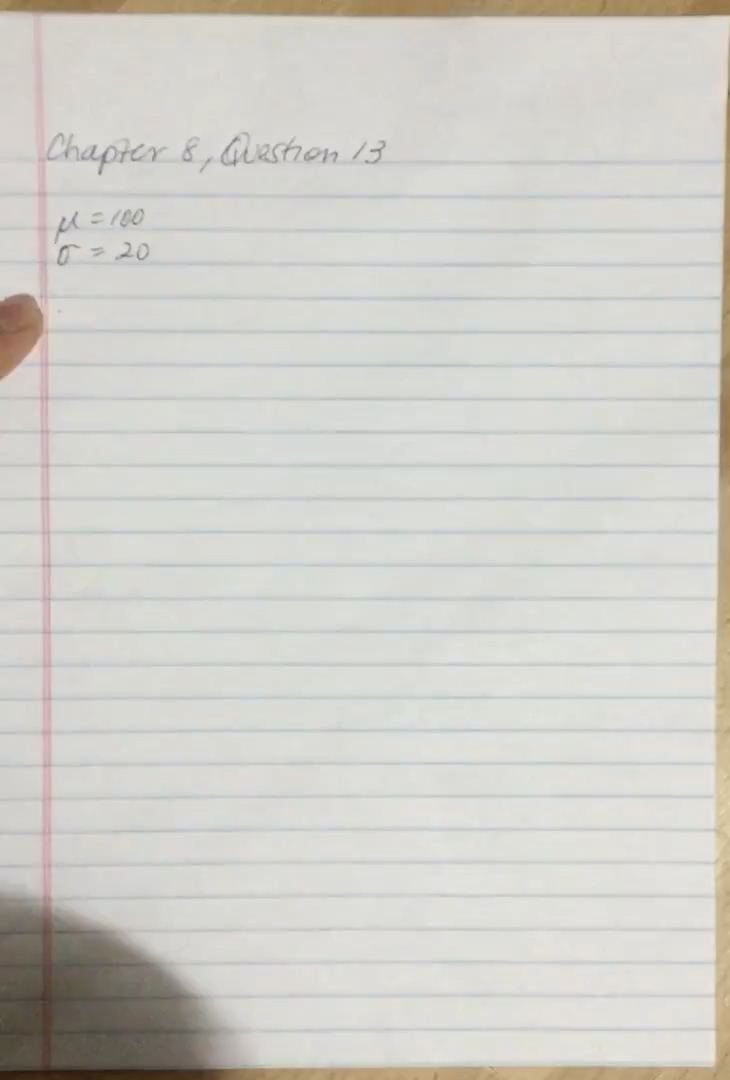 Chapter 8, Question 13
μ = 100
σ = 20